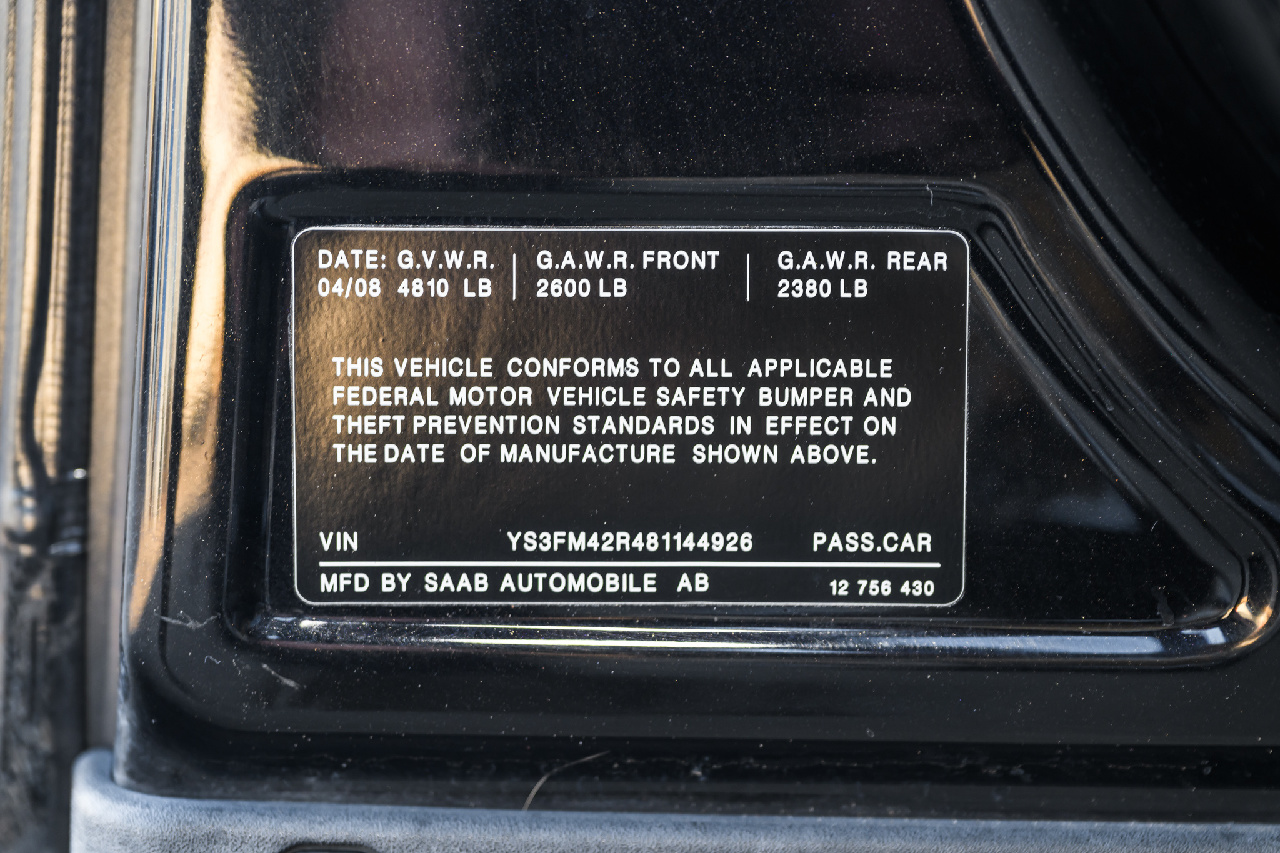 DATE: G.V.W.R. | G.A.W.R. FRONT | G.A.W.R. REAR
04/08 4810 LB | 2600 LB | 2380 LB
THIS VEHICLE CONFORMS TO ALL APPLICABLE
FEDERAL MOTOR VEHICLE SAFETY BUMPER AND
THEFT PREVENTION STANDARDS IN EFFECT ON
THE DATE OF MANUFACTURE SHOWN ABOVE.
VIN YS3FM42R481144926 PASS.CAR
MFD BY SAAB AUTOMOBILE AB 12 756 430